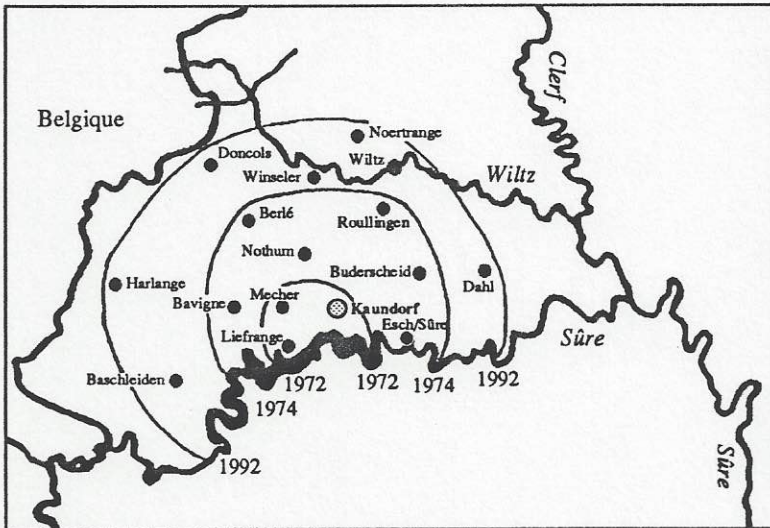 Clerf
Belgique
Noertrange
Doncols
Wiltz
Winseler
Wiltz
Berlé
Roullingen
Nothum
Buderscheid
Harlange
Dahl
Bavigne
Mecher
Kaundorf
Esch/Sûre
Liefrange
Sûre
Baschleiden
1972
1972
1974
1992
1974
1992
Sûre